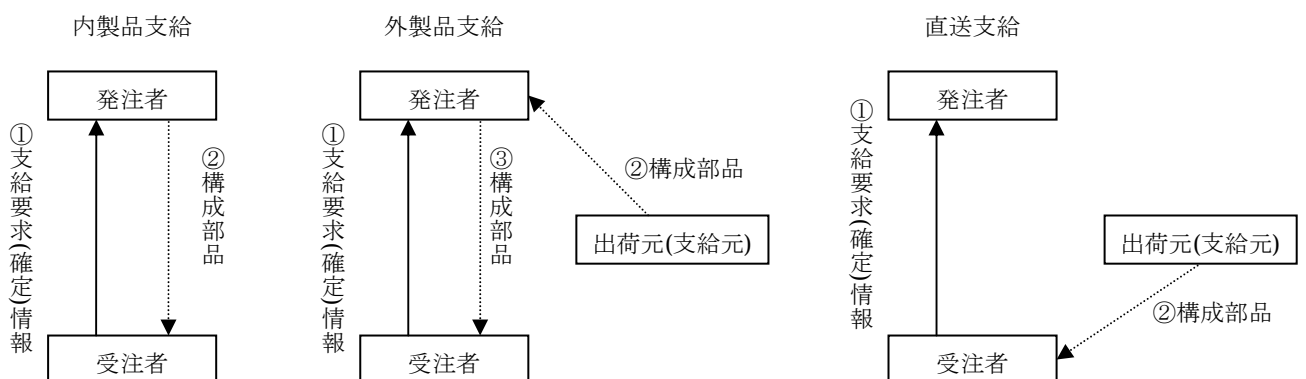 内製品支給
発注者
①支給要求(確定)情報
②構成部品
受注者
外製品支給
発注者
①支給要求(確定)情報
③構成部品
②構成部品
出荷元(支給元)
受注者
直送支給
発注者
①支給要求(確定)情報
出荷元(支給元)
②構成部品
受注者